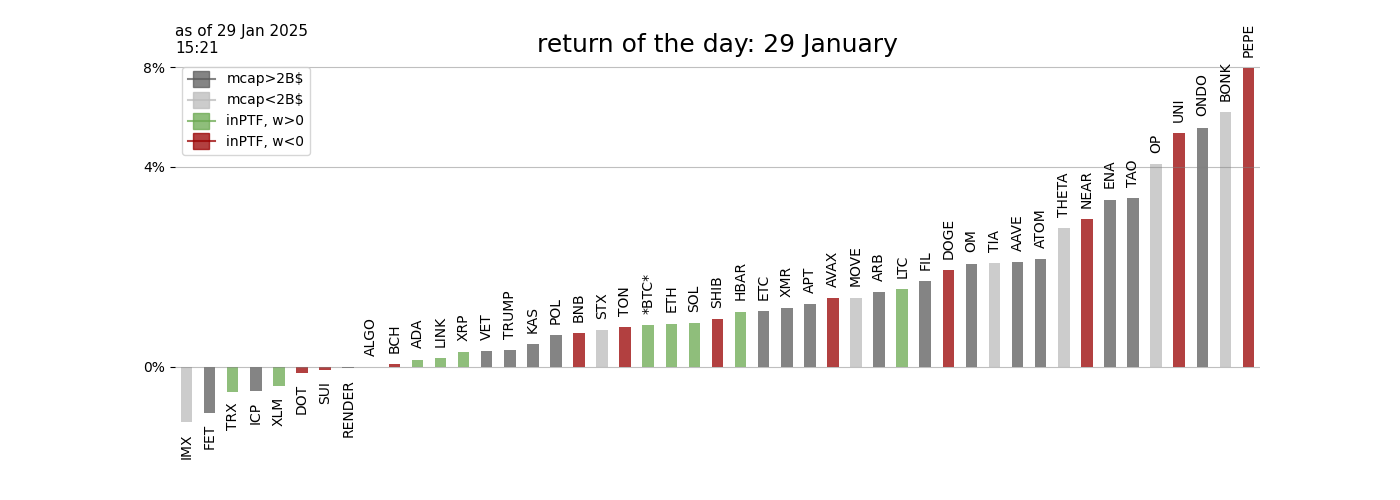 as of 29 Jan 2025
15:21
return of the day: 29 January
8%
4%
0%
mcap>2B$
mcap<2B$
inPTF, w>0
inPTF, w<0
IMX
FET
TRX
ICP
XLM
DOT
SUI
RENDER
ALGO
BCH
ADA
LINK
XRP
VET
TRUMP
KAS
POL
BNB
STX
TON
*BTC*
ETH
SOL
SHIB
HBAR
ETC
XMR
APT
AVAX
MOVE
ARB
LTC
FIL
DOGE
OM
TIA
AAVE
ATOM
THETA
NEAR
ENA
TAO
OP
UNI
ONDO
BONK
PEPE